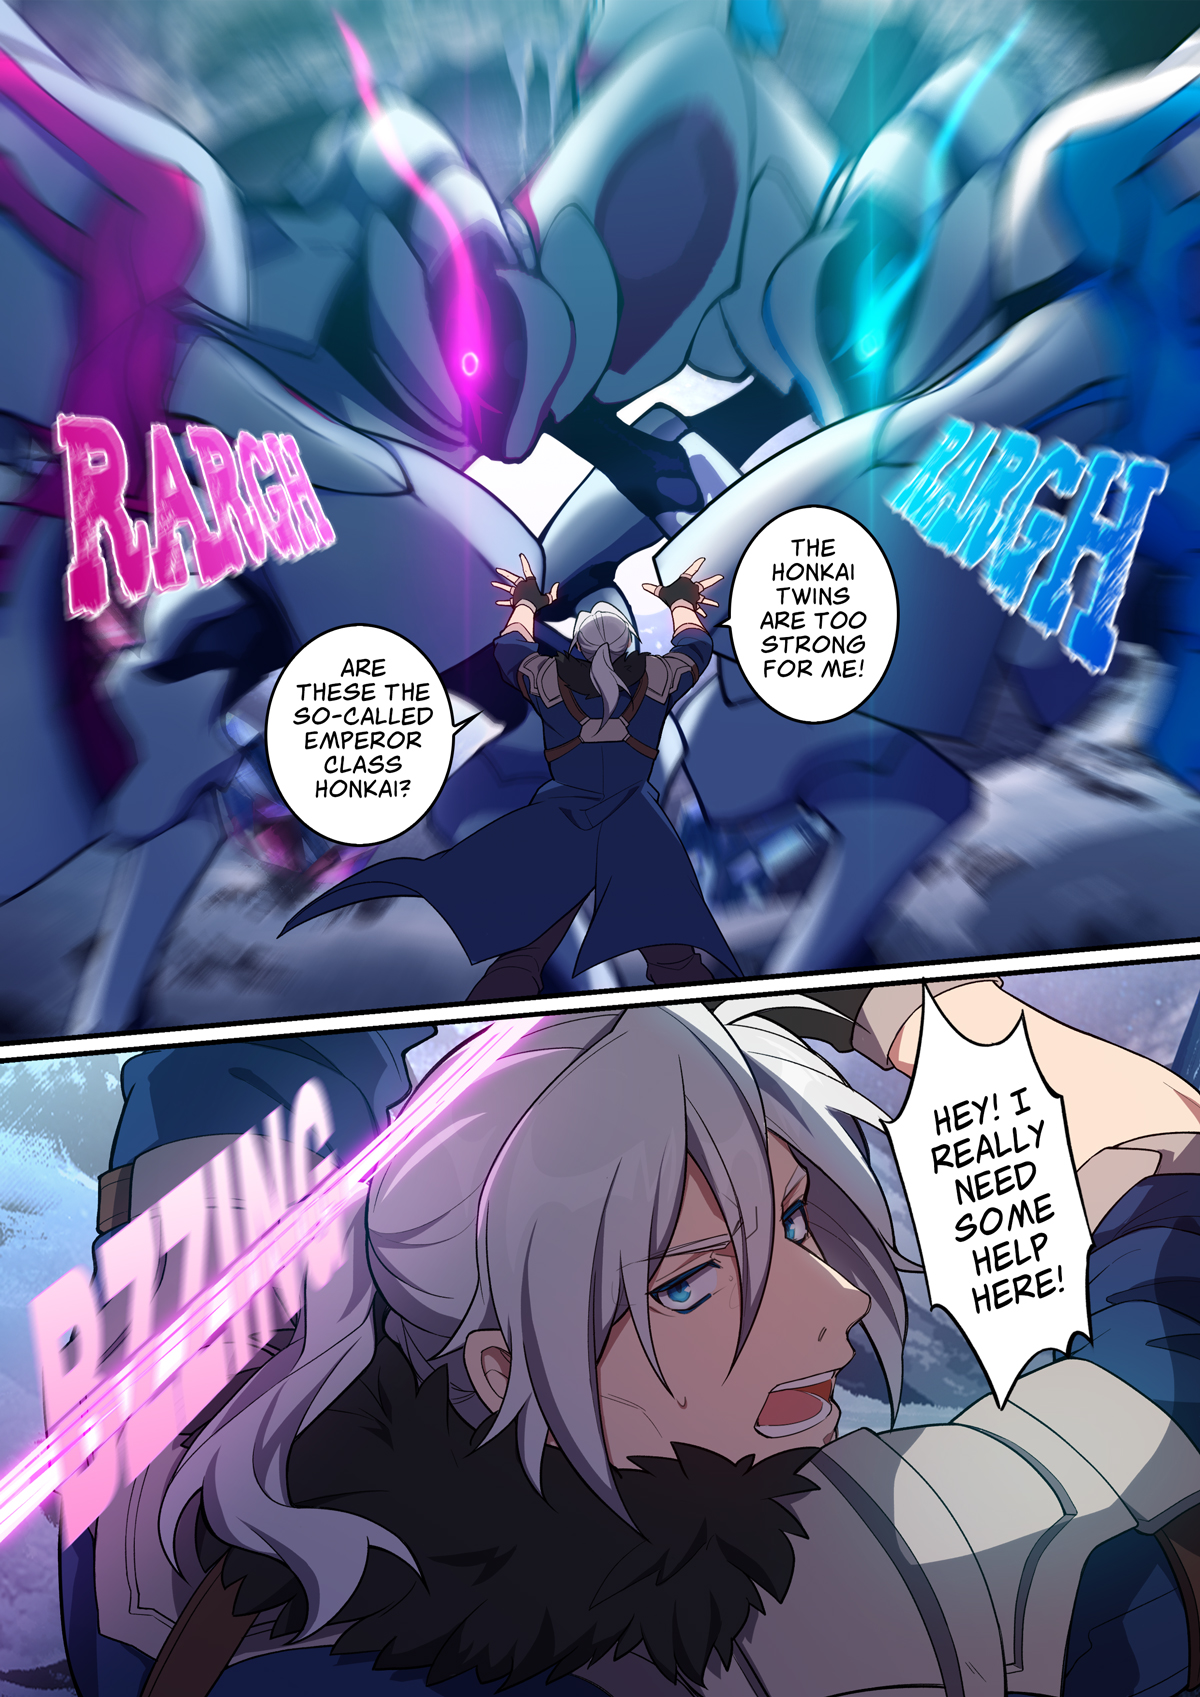 RARGH
RARGH
THE
HONKAI
TWINS
ARE TOO
STRONG
FOR ME!
ARE
THESE THE
SO-CALLED
EMPEROR
CLASS
HONKAI?
HEY! I
REALLY
NEED
SOME
HELP
HERE!
BZZING